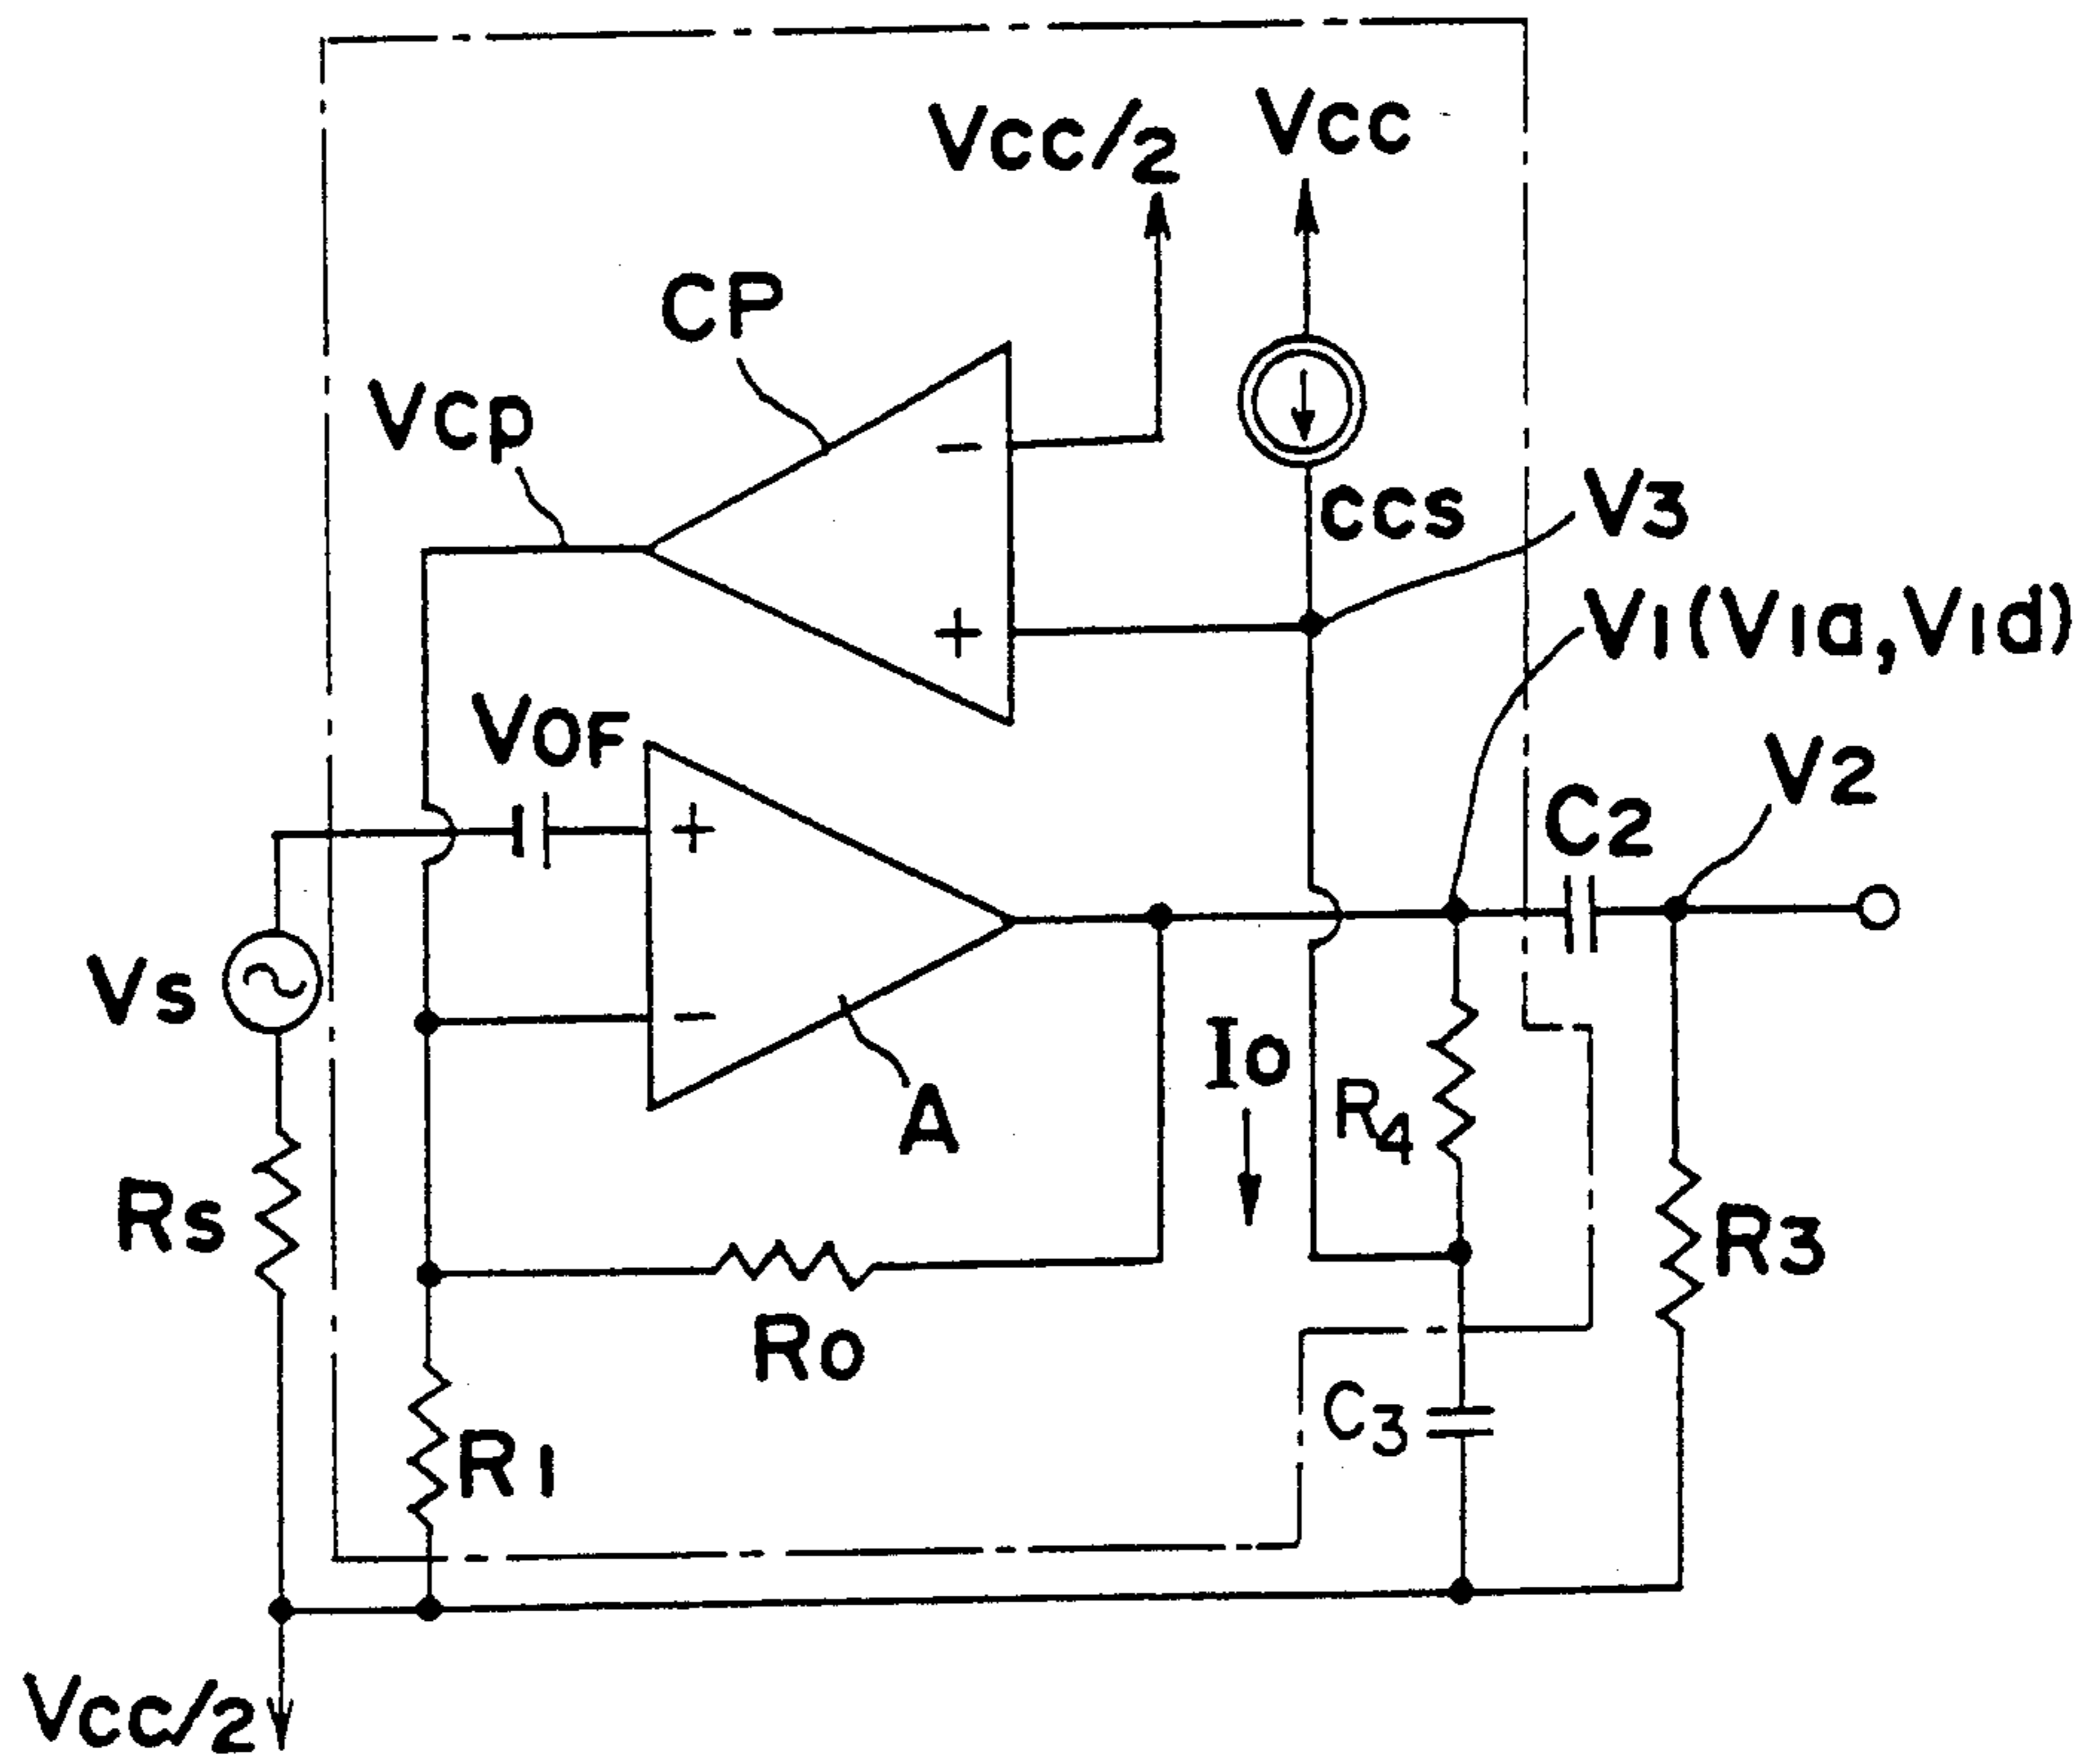 Vcc/2
Vcc
CP
Vcp
-
ccs
V3
+
V1(V1a,V1d)
VOF
V2
C2
+
Vs
-
Io
R4
A
Rs
R3
Ro
C3
R1
Vcc/2